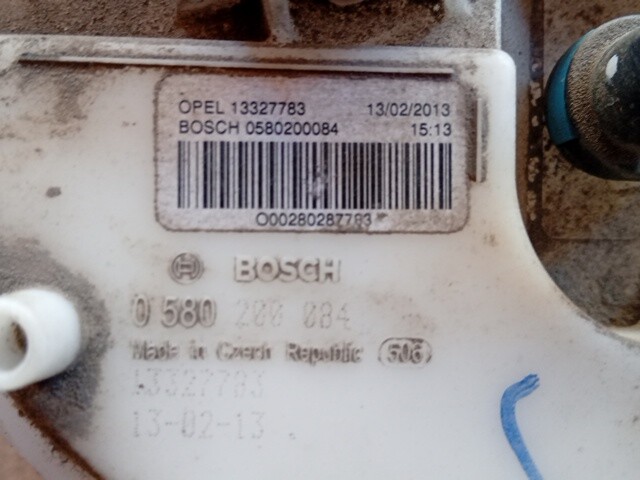 OPEL 13327783 13/02/2013
BOSCH 0580200084 15:13
O00280287783
BOSCH
0 580 200 084
Made in Czech Republic 506
13327783
13-02-13